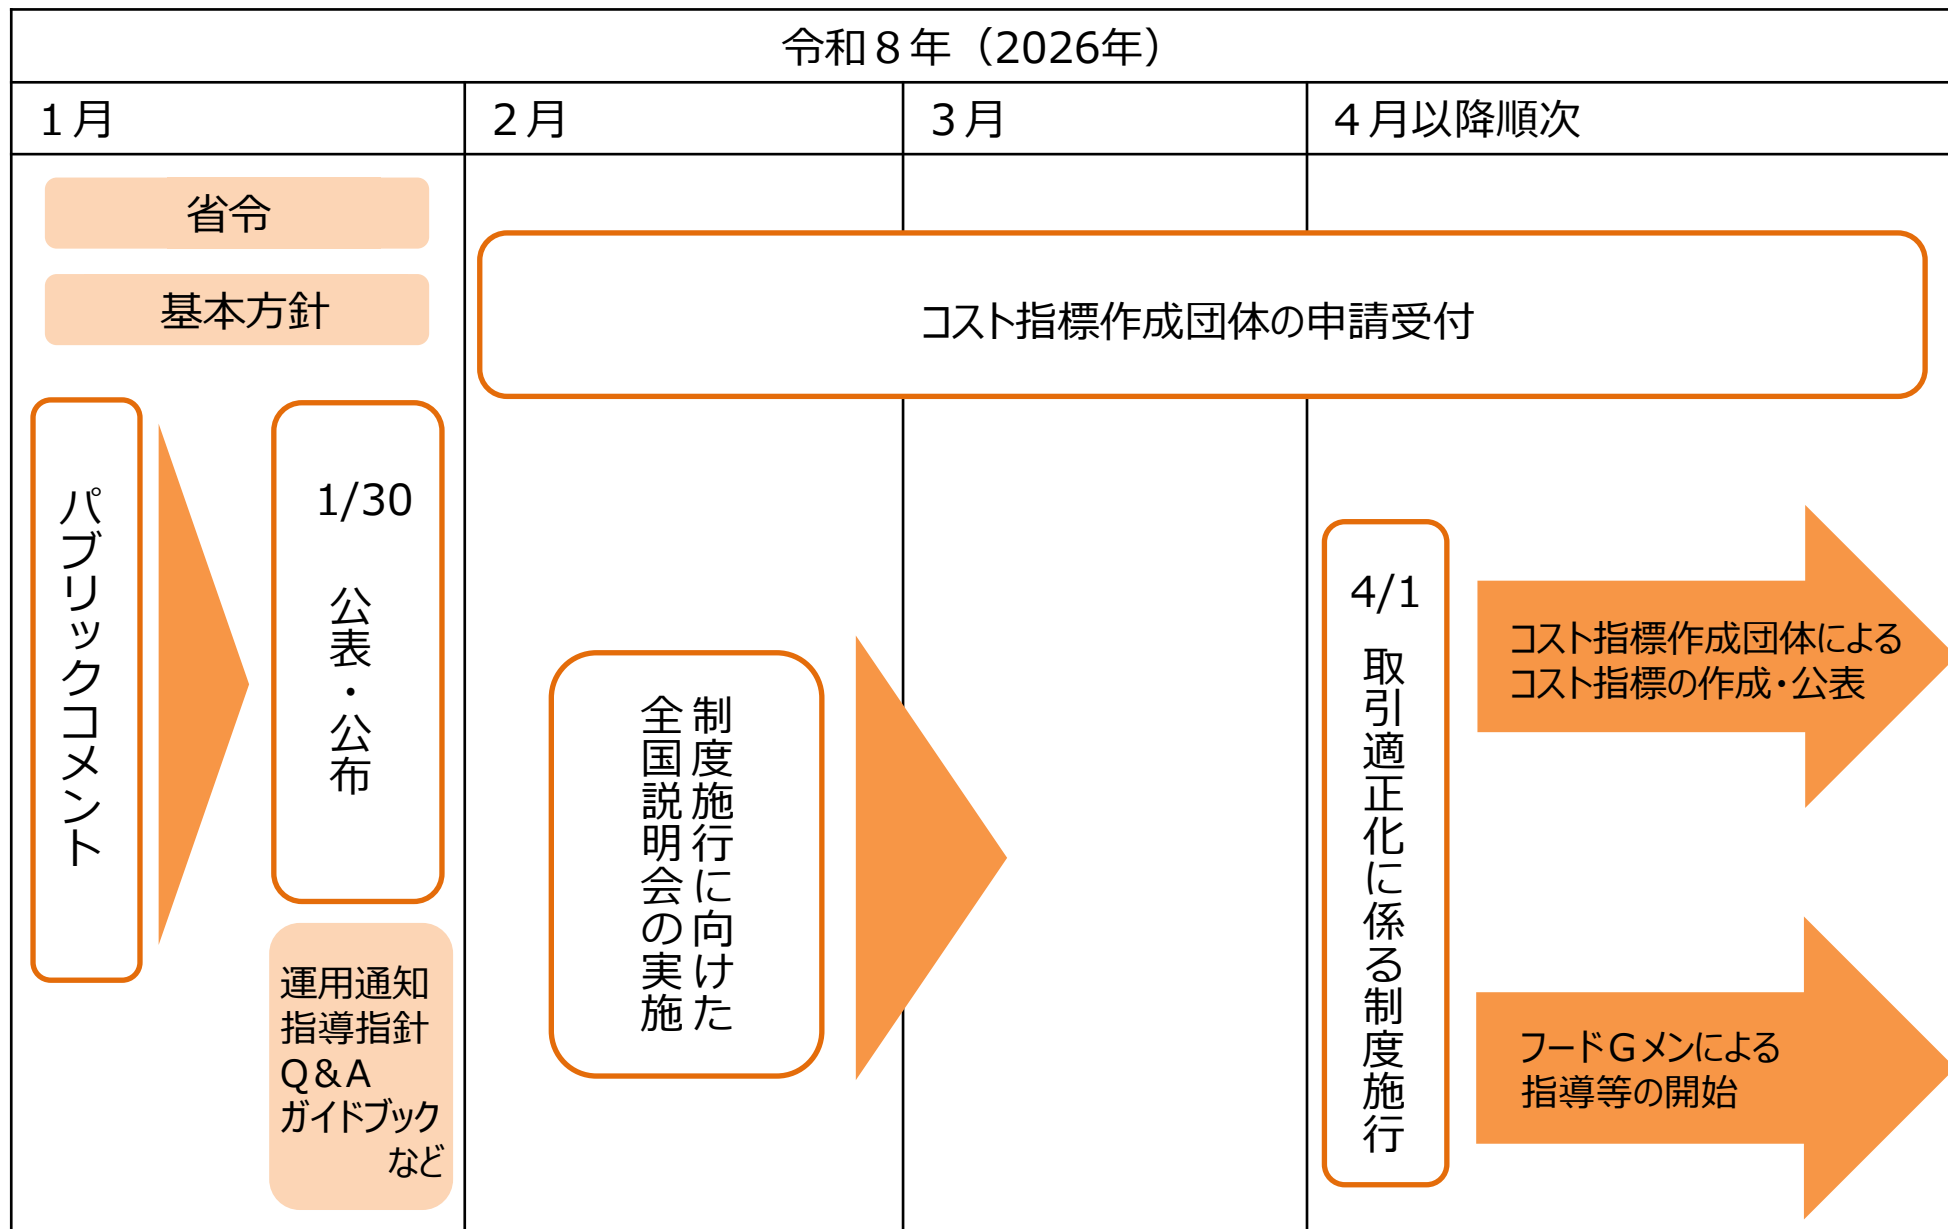 令和８年（2026年）
１月
２月
３月
４月以降順次
省令
基本方針
パブリックコメント
1/30
公表・公布
運用通知
指導指針
Ｑ＆Ａ
ガイドブック
など
コスト指標作成団体の申請受付
制度施行に向けた
全国説明会の実施
4/1
取引適正化に係る制度施行
コスト指標作成団体による
コスト指標の作成・公表
フードＧメンによる
指導等の開始